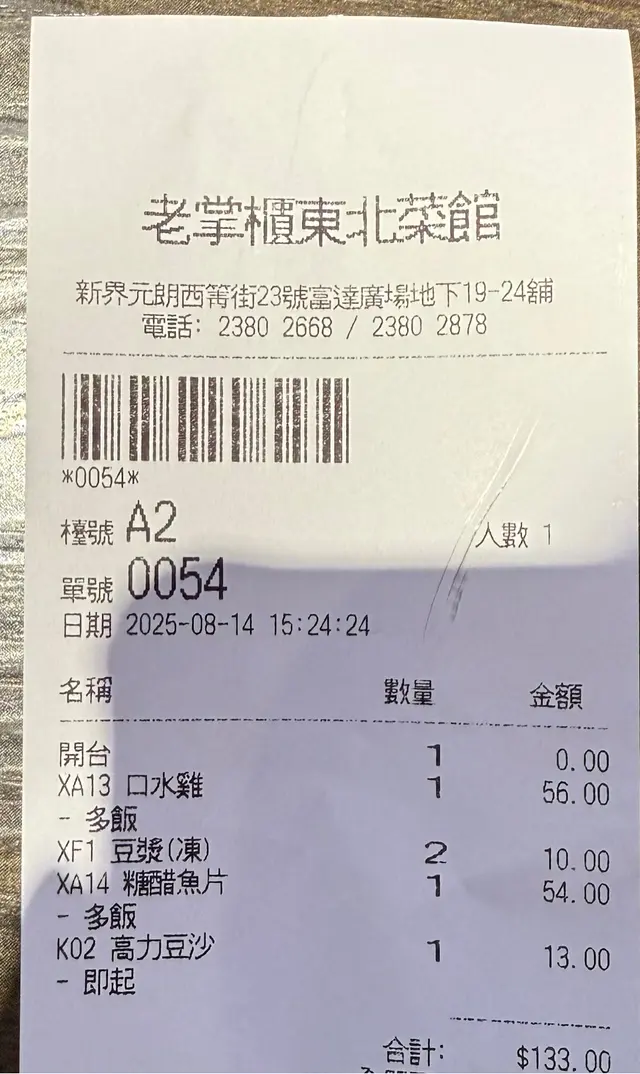 老掌櫃東北菜館
新界元朗西菁街23號富達廣場地下19-24舖
電話: 2380 2668 / 2380 2878
*0054*
檯號 A2 人數 1
單號 0054
日期 2025-08-14 15:24:24
名稱 數量 金額
開台 1 0.00
XA13 口水雞 1 56.00
- 多飯
XF1 豆漿(凍) 2 10.00
XA14 糖醋魚片 1 54.00
- 多飯
K02 高力豆沙 1 13.00
- 即起
合計: $133.00